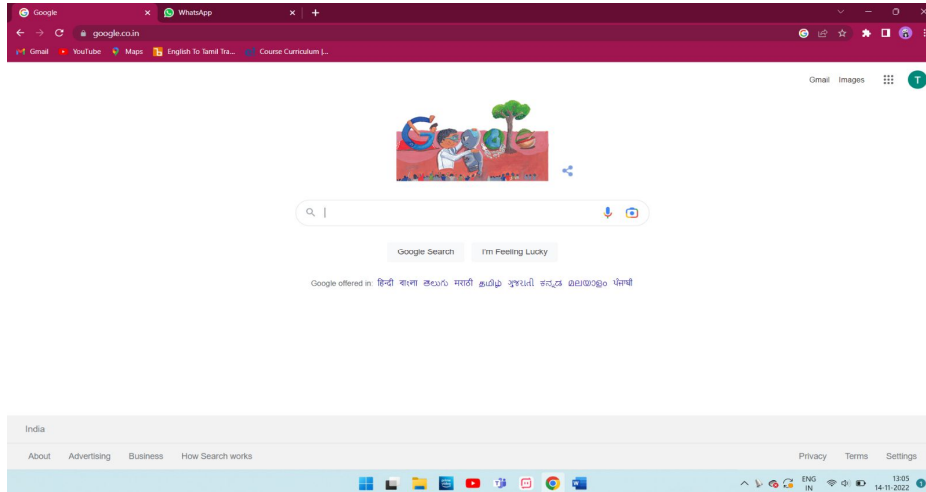 Google
WhatsApp
google.co.in
Gmail
YouTube
Maps
English To Tamil Tra...
Course Curriculum |...
Gmail
Images
T
Google
Google Search
I'm Feeling Lucky
Google offered in: हिन्दी বাংলা తెలుగు मराठी தமிழ் ગુજરાતી ಕನ್ನಡ മലയാളം ਪੰਜਾਬੀ
India
About
Advertising
Business
How Search works
Privacy
Terms
Settings
ENG
IN
13:05
14-11-2022
1